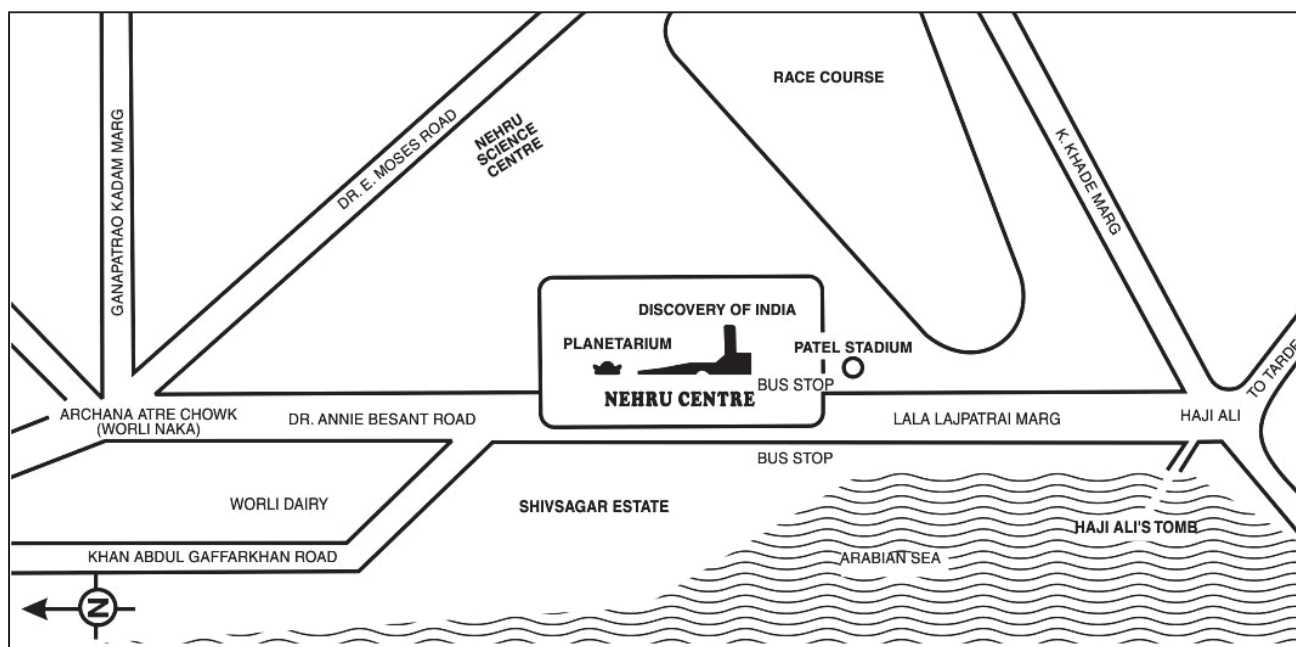 RACE COURSE
GANAPATRAO KADAM MARG
DR. E. MOSES ROAD
NEHRU
SCIENCE
CENTRE
K. KHADE MARG
DISCOVERY OF INDIA
PLANETARIUM
PATEL STADIUM
BUS STOP
NEHRU CENTRE
TO TARDE
ARCHANA ATRE CHOWK
(WORLI NAKA)
DR. ANNIE BESANT ROAD
LALA LAJPATRAI MARG
HAJI ALI
BUS STOP
WORLI DAIRY
SHIVSAGAR ESTATE
HAJI ALI'S TOMB
KHAN ABDUL GAFFARKHAN ROAD
ARABIAN SEA
N